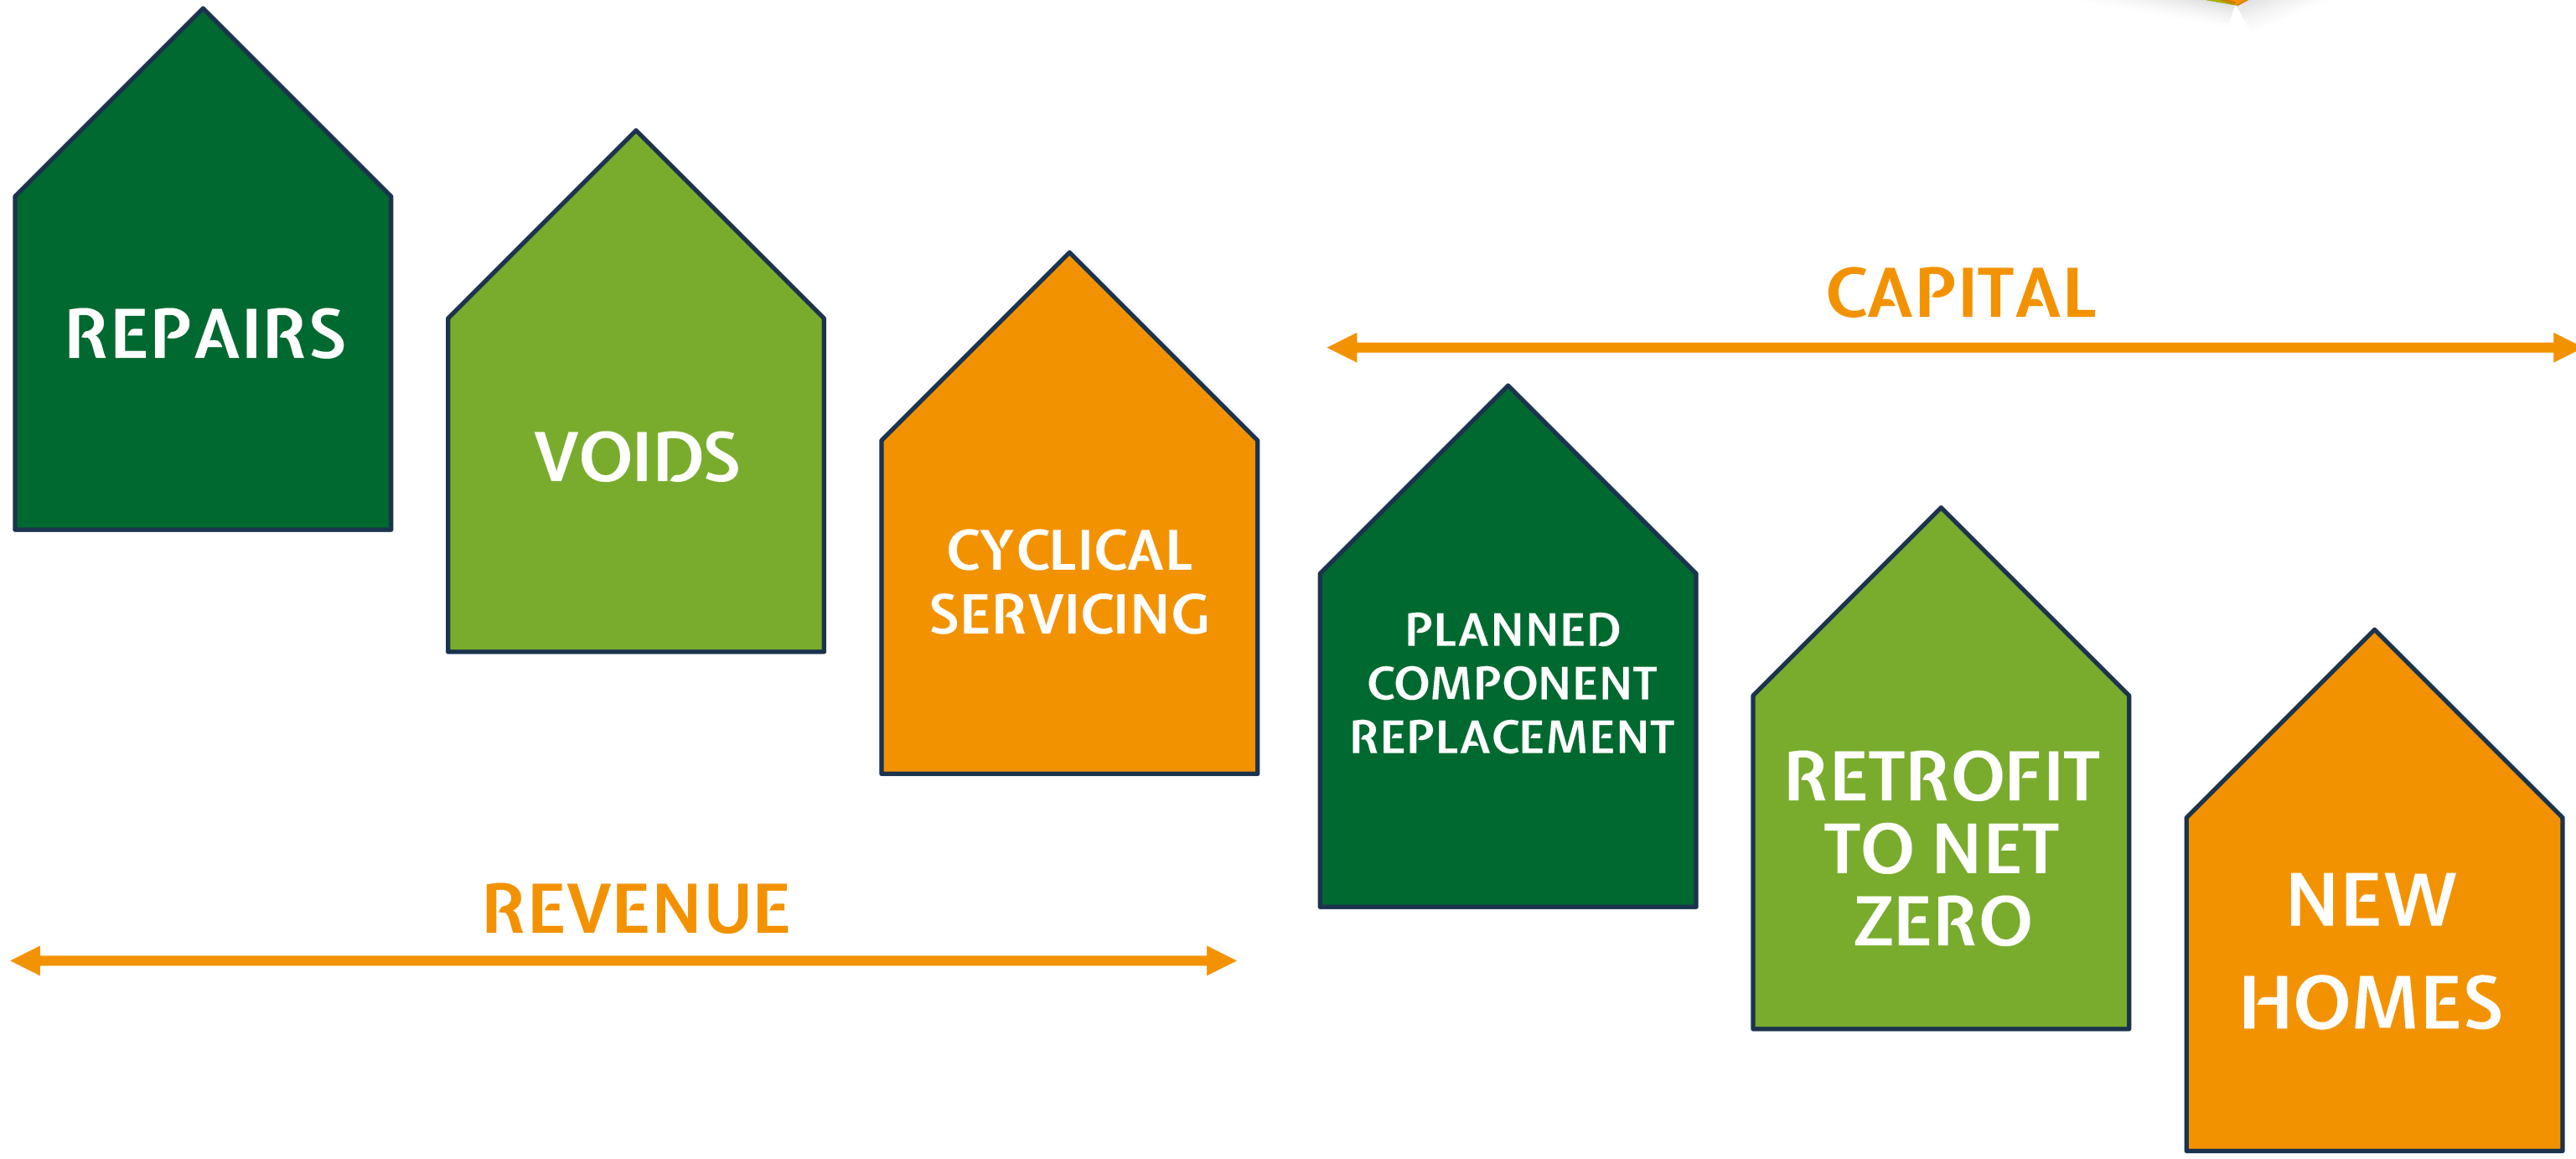 REPAIRS
VOIDS
CYCLICAL
SERVICING
CAPITAL
PLANNED
COMPONENT
REPLACEMENT
RETROFIT
TO NET
ZERO
NEW
HOMES
REVENUE